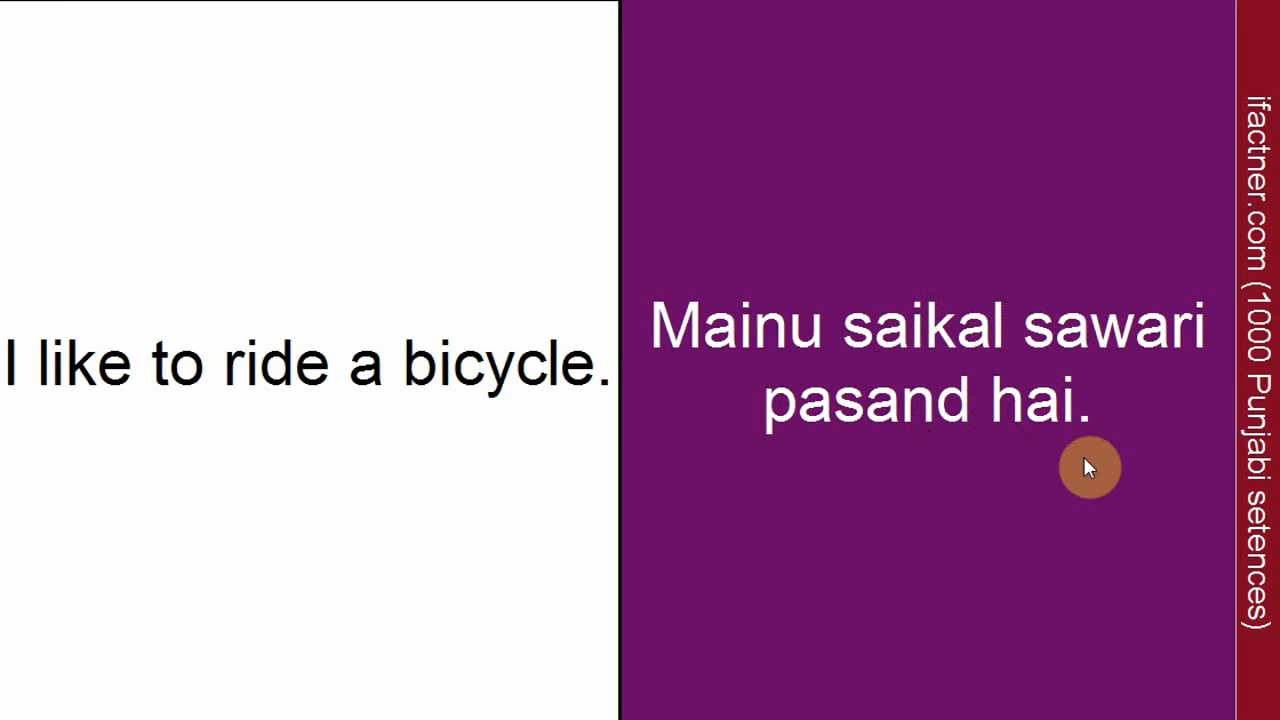 I like to ride a bicycle.
Mainu saikal sawari
pasand hai.
ifactner.com (1000 Punjabi setences)